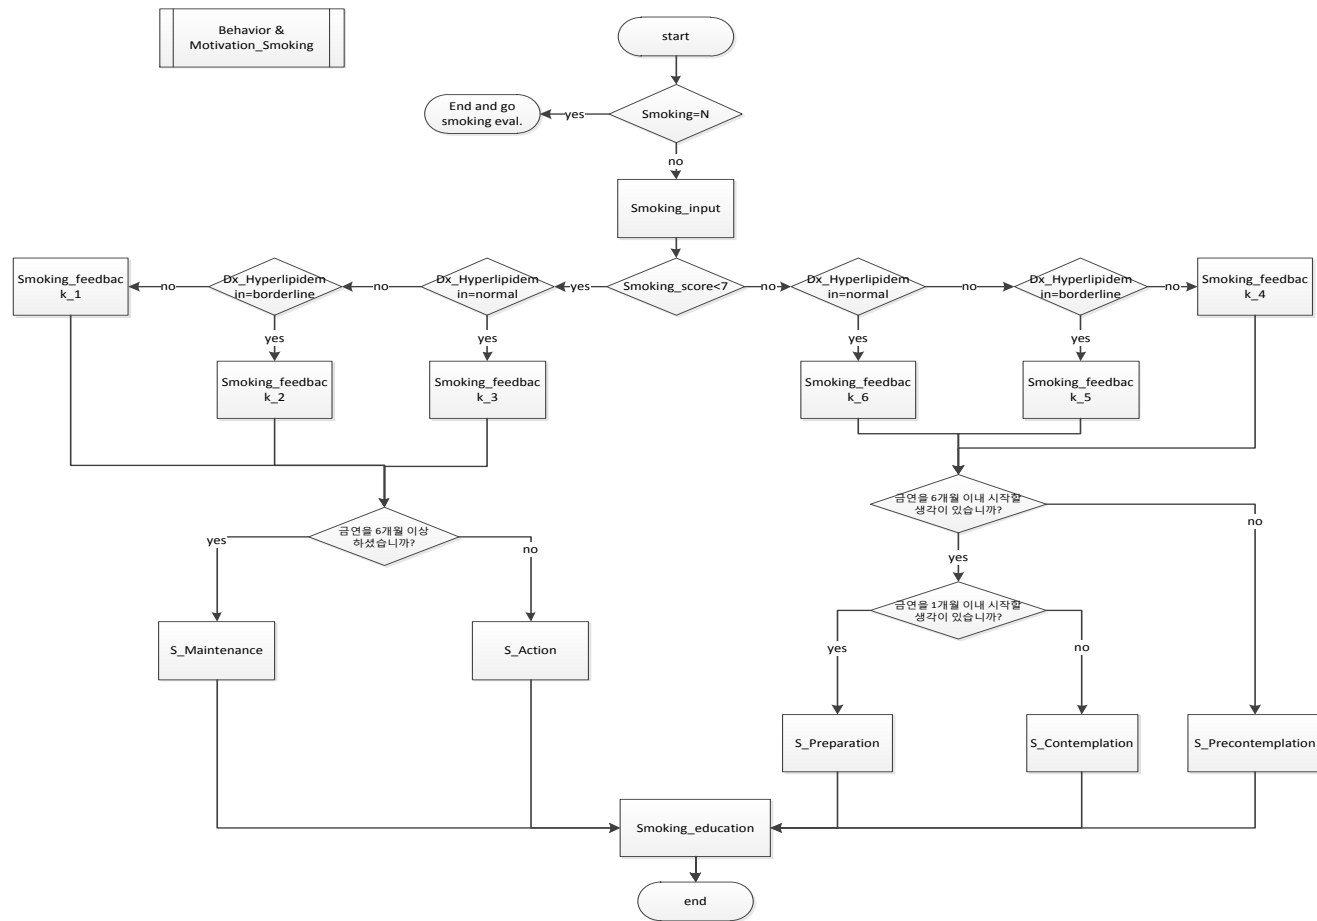 Behavior &
Motivation_Smoking
start
End and go
smoking eval.
yes
Smoking=N
no
Smoking_input
Smoking_feedbac
k_1
no
Dx_Hyperlipidem
in=borderline
no
Dx_Hyperlipidem
in=normal
yes
Smoking_score<7
no
Dx_Hyperlipidem
in=normal
no
Dx_Hyperlipidem
in=borderline
no
Smoking_feedbac
k_4
yes
yes
yes
yes
Smoking_feedbac
k_2
Smoking_feedbac
k_3
Smoking_feedbac
k_6
Smoking_feedbac
k_5
금연을 6개월 이내 시작할
생각이 있습니까?
no
금연을 6개월 이상
하셨습니까?
yes
no
yes
금연을 1개월 이내 시작할
생각이 있습니까?
yes
no
S_Maintenance
S_Action
S_Preparation
S_Contemplation
S_Precontemplation
Smoking_education
end